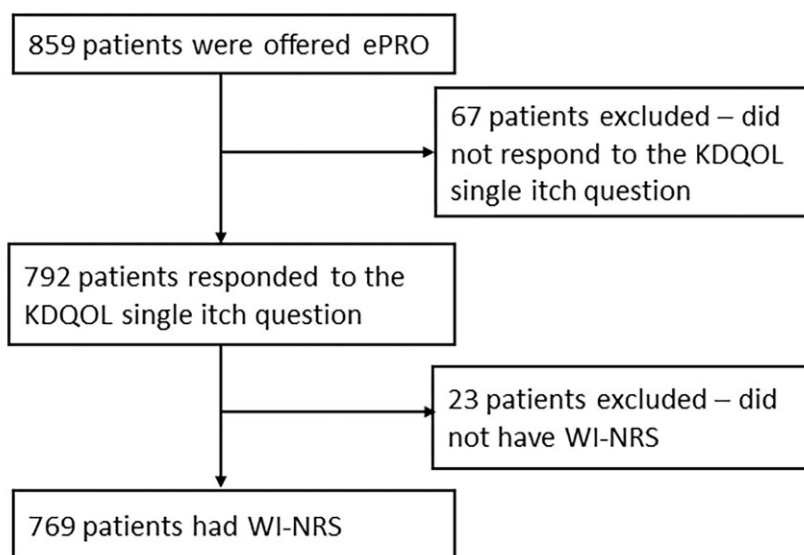 859 patients were offered ePRO
67 patients excluded – did
not respond to the KDQOL
single itch question
792 patients responded to the
KDQOL single itch question
23 patients excluded – did
not have WI-NRS
769 patients had WI-NRS